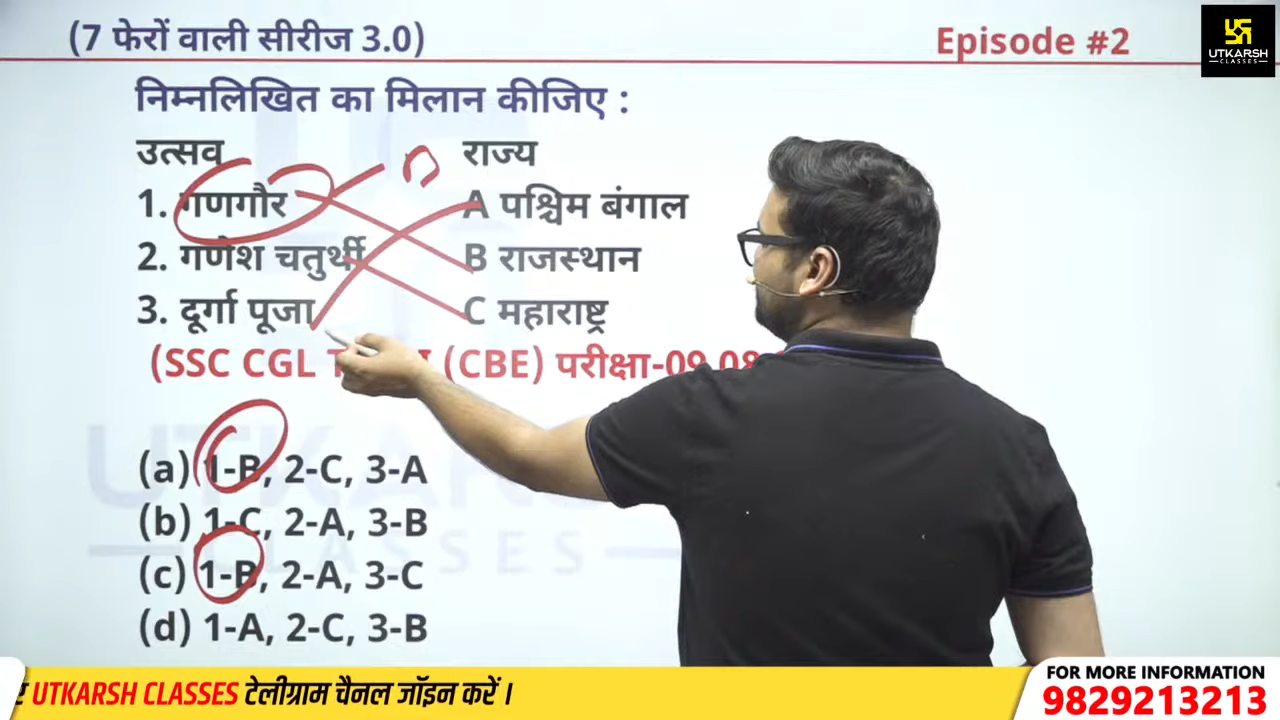 (7 फेरों वाली सीरीज 3.0)
Episode #2
UTKARSH
CLASSES
निम्नलिखित का मिलान कीजिए :
उत्सव राज्य
1. गणगौर A पश्चिम बंगाल
2. गणेश चतुर्थी B राजस्थान
3. दूर्गा पूजा C महाराष्ट्र
(SSC CGL (CBE) परीक्षा-09
(a) 1-B, 2-C, 3-A
(b) 1-C, 2-A, 3-B
(c) 1-B, 2-A, 3-C
(d) 1-A, 2-C, 3-B
UTKARSH CLASSES टेलीग्राम चैनल जॉइन करें ।
FOR MORE INFORMATION
9829213213